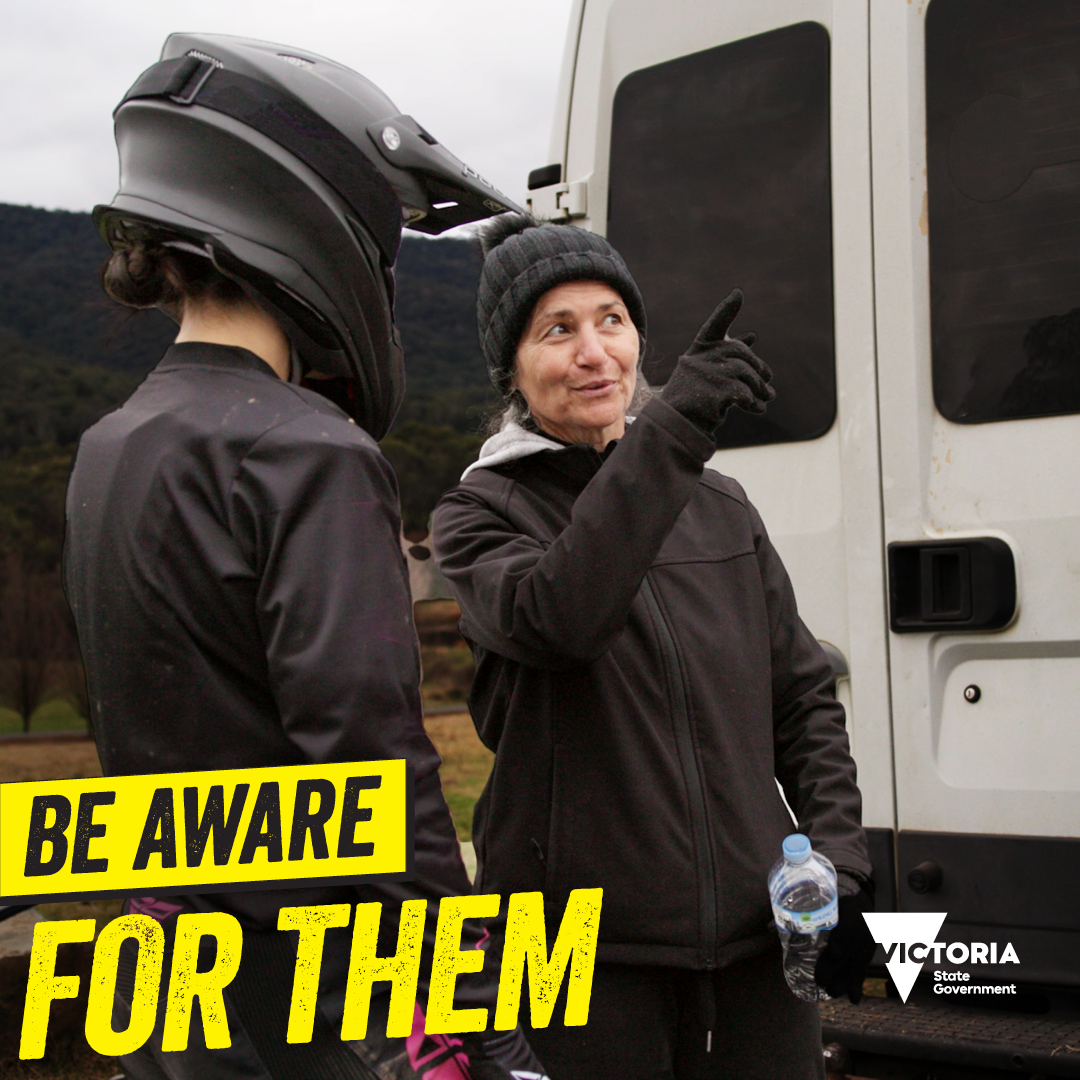 BE AWARE
FOR THEM
VICTORIA
State
Government